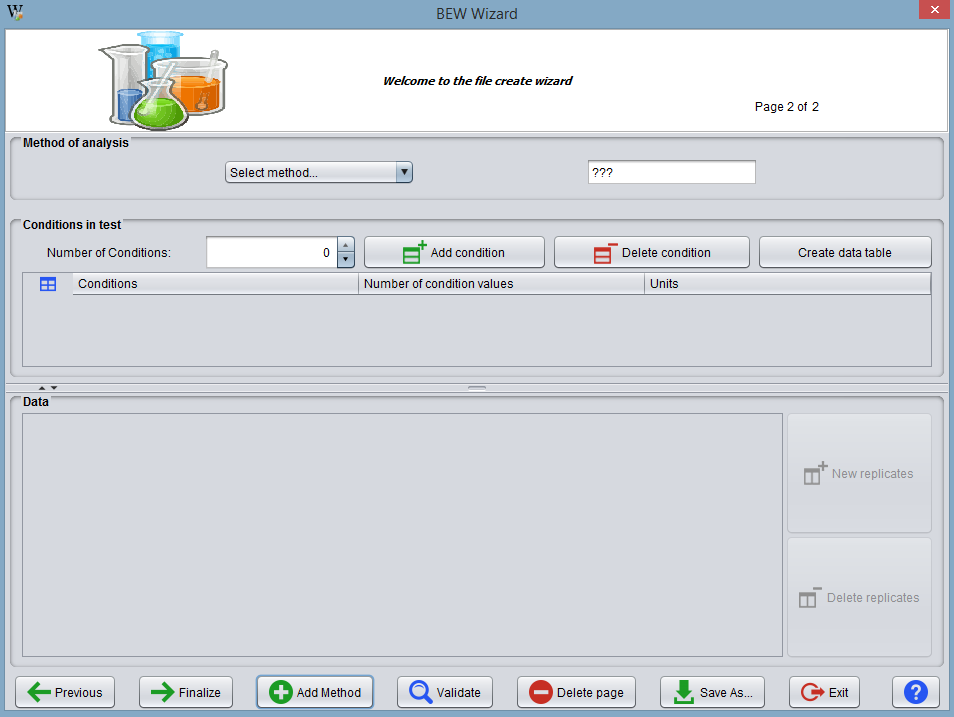 W
BEW Wizard
Welcome to the file create wizard
Page 2 of 2
Method of analysis
Select method...
???
Conditions in test
Number of Conditions:
0
Add condition
Delete condition
Create data table
Conditions
Number of condition values
Units
Data
New replicates
Delete replicates
Previous
Finalize
Add Method
Validate
Delete page
Save As...
Exit
?